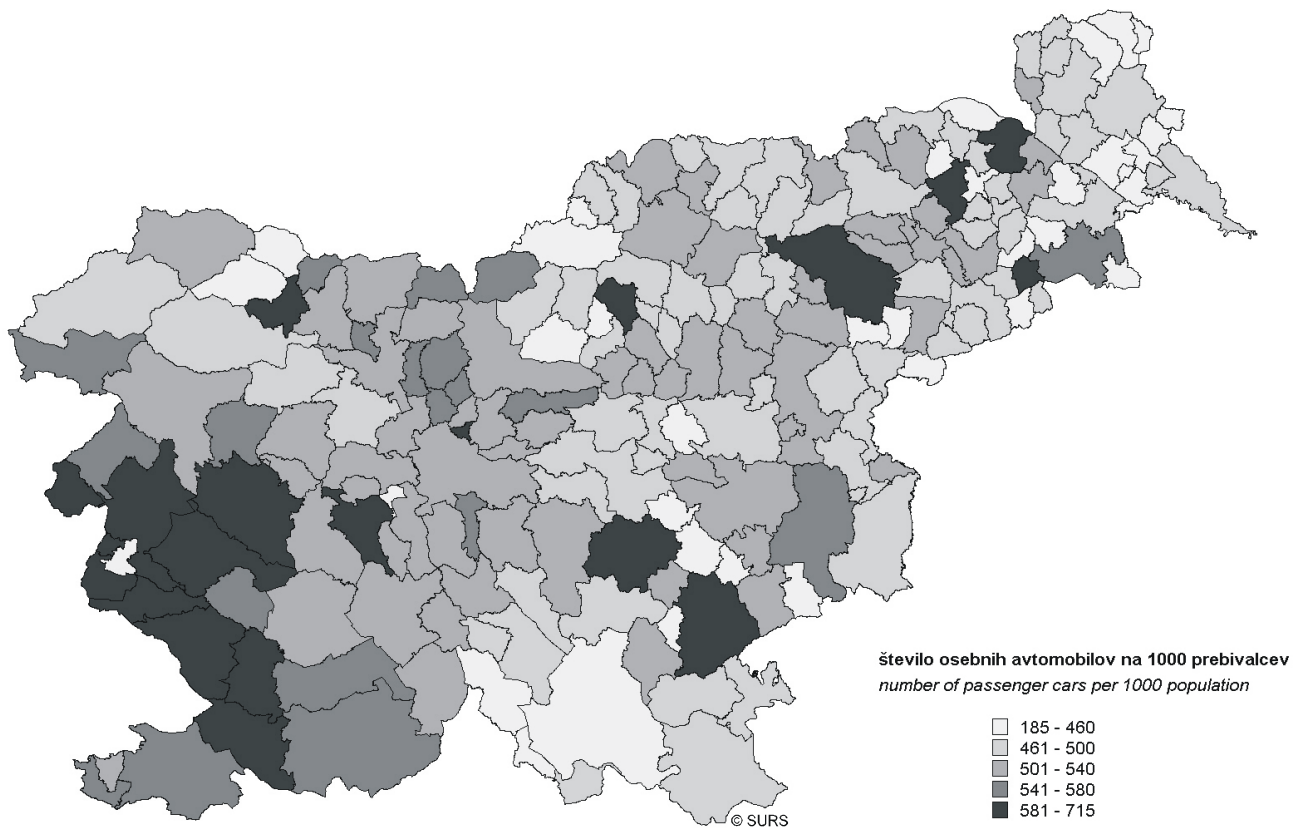 število osebnih avtomobilov na 1000 prebivalcev
number of passenger cars per 1000 population
185 - 460
461 - 500
501 - 540
541 - 580
581 - 715
© SURS